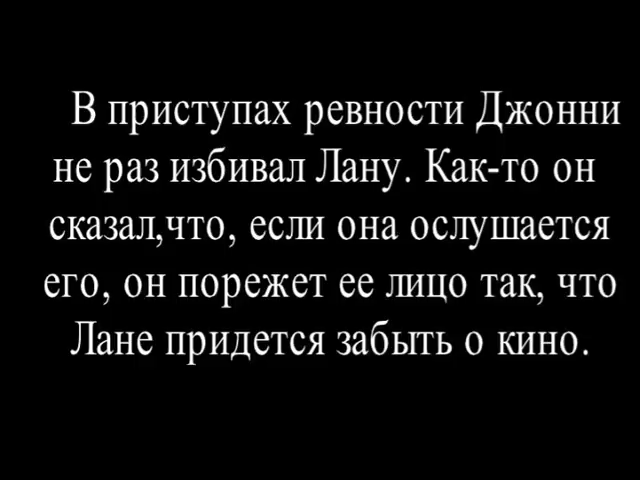 В приступах ревности Джонни
не раз избивал Лану. Как-то он
сказал,что, если она ослушается
его, он порежет ее лицо так, что
Лане придется забыть о кино.